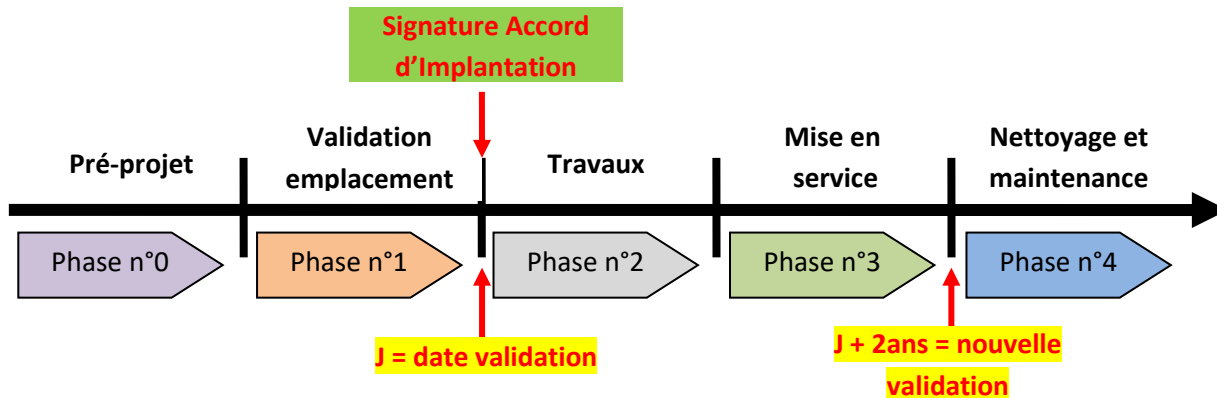 Signature Accord
d'Implantation
Pré-projet
Validation
emplacement
Travaux
Mise en
service
Nettoyage et
maintenance
Phase n°0
Phase n°1
Phase n°2
Phase n°3
Phase n°4
J = date validation
J + 2ans = nouvelle
validation